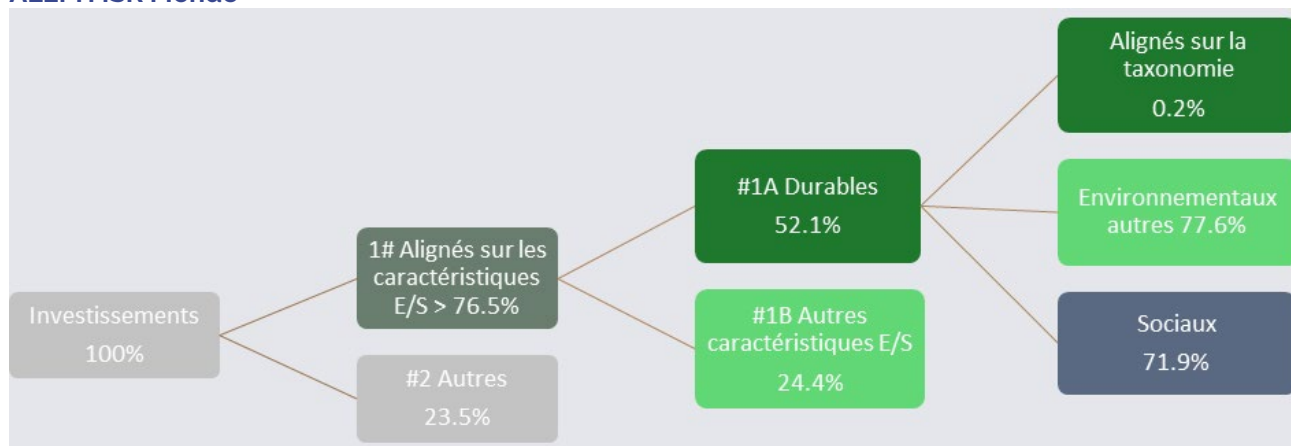 Investissements
100%
1# Alignés sur les
caractéristiques
E/S > 76.5%
#2 Autres
23.5%
#1A Durables
52.1%
#1B Autres
caractéristiques E/S
24.4%
Alignés sur la
taxonomie
0.2%
Environnementaux
autres 77.6%
Sociaux
71.9%